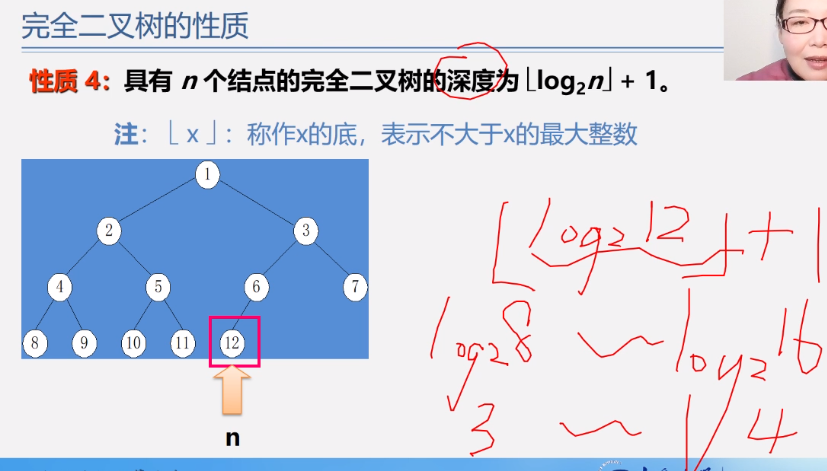 完全二叉树的性质
性质 4：具有 n 个结点的完全二叉树的深度为 ⌊log₂n⌋ + 1。
注：⌊ x ⌋：称作x的底，表示不大于x的最大整数
1
2 3
4 5 6 7
8 9 10 11 12
n
⌊log₂12⌋+1
log₂8 ~ log₂16
3 ~ 4